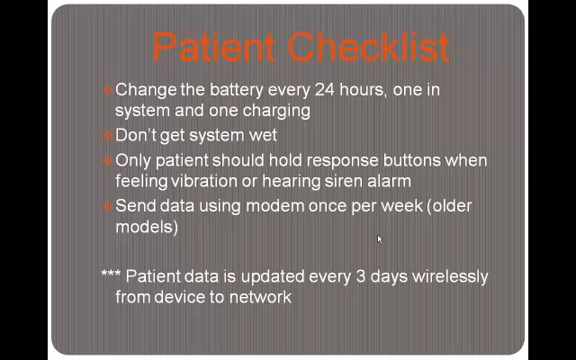 Patient Checklist
Change the battery every 24 hours, one in
system and one charging
Don't get system wet
Only patient should hold response buttons when
feeling vibration or hearing siren alarm
Send data using modem once per week (older
models)
*** Patient data is updated every 3 days wirelessly
from device to network